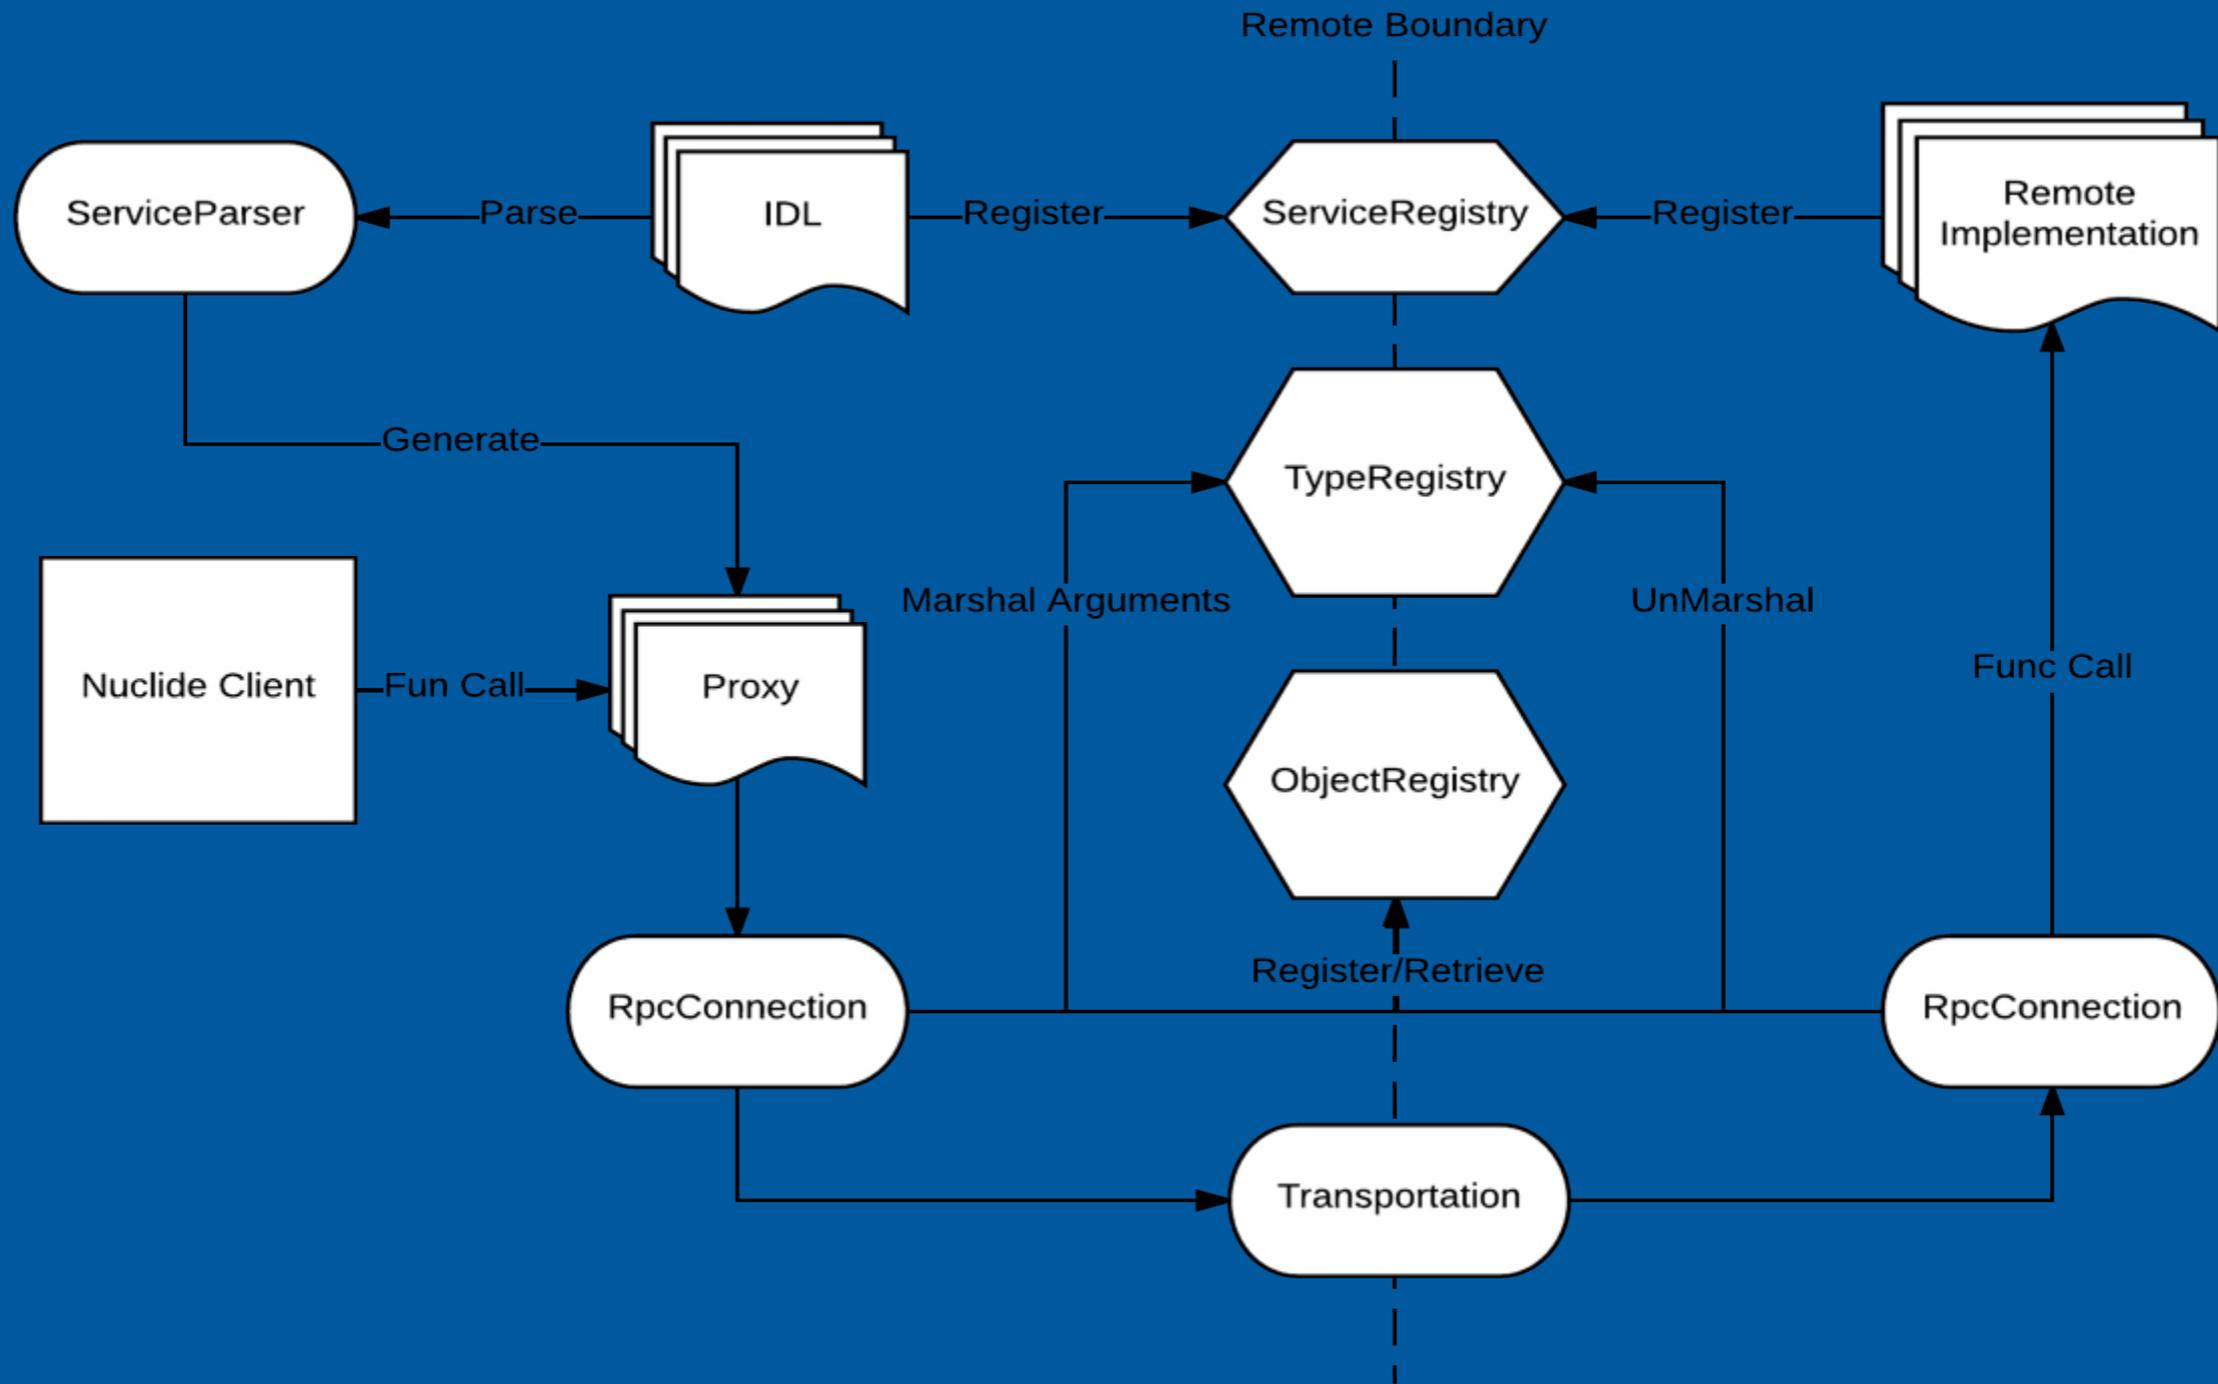 Remote Boundary
ServiceParser
Parse
IDL
Register
ServiceRegistry
Register
Remote
Implementation
Generate
TypeRegistry
Marshal Arguments
UnMarshal
Nuclide Client
Fun Call
Proxy
Func Call
ObjectRegistry
Register/Retrieve
RpcConnection
RpcConnection
Transportation